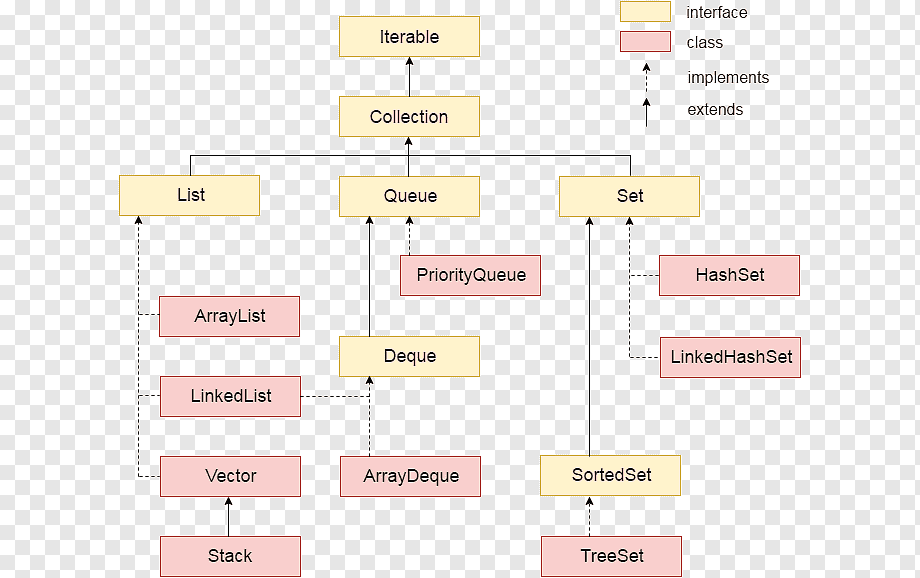 interface
Iterable
class
implements
extends
Collection
List
Queue
Set
PriorityQueue
HashSet
ArrayList
Deque
LinkedHashSet
LinkedList
Vector
ArrayDeque
SortedSet
Stack
TreeSet